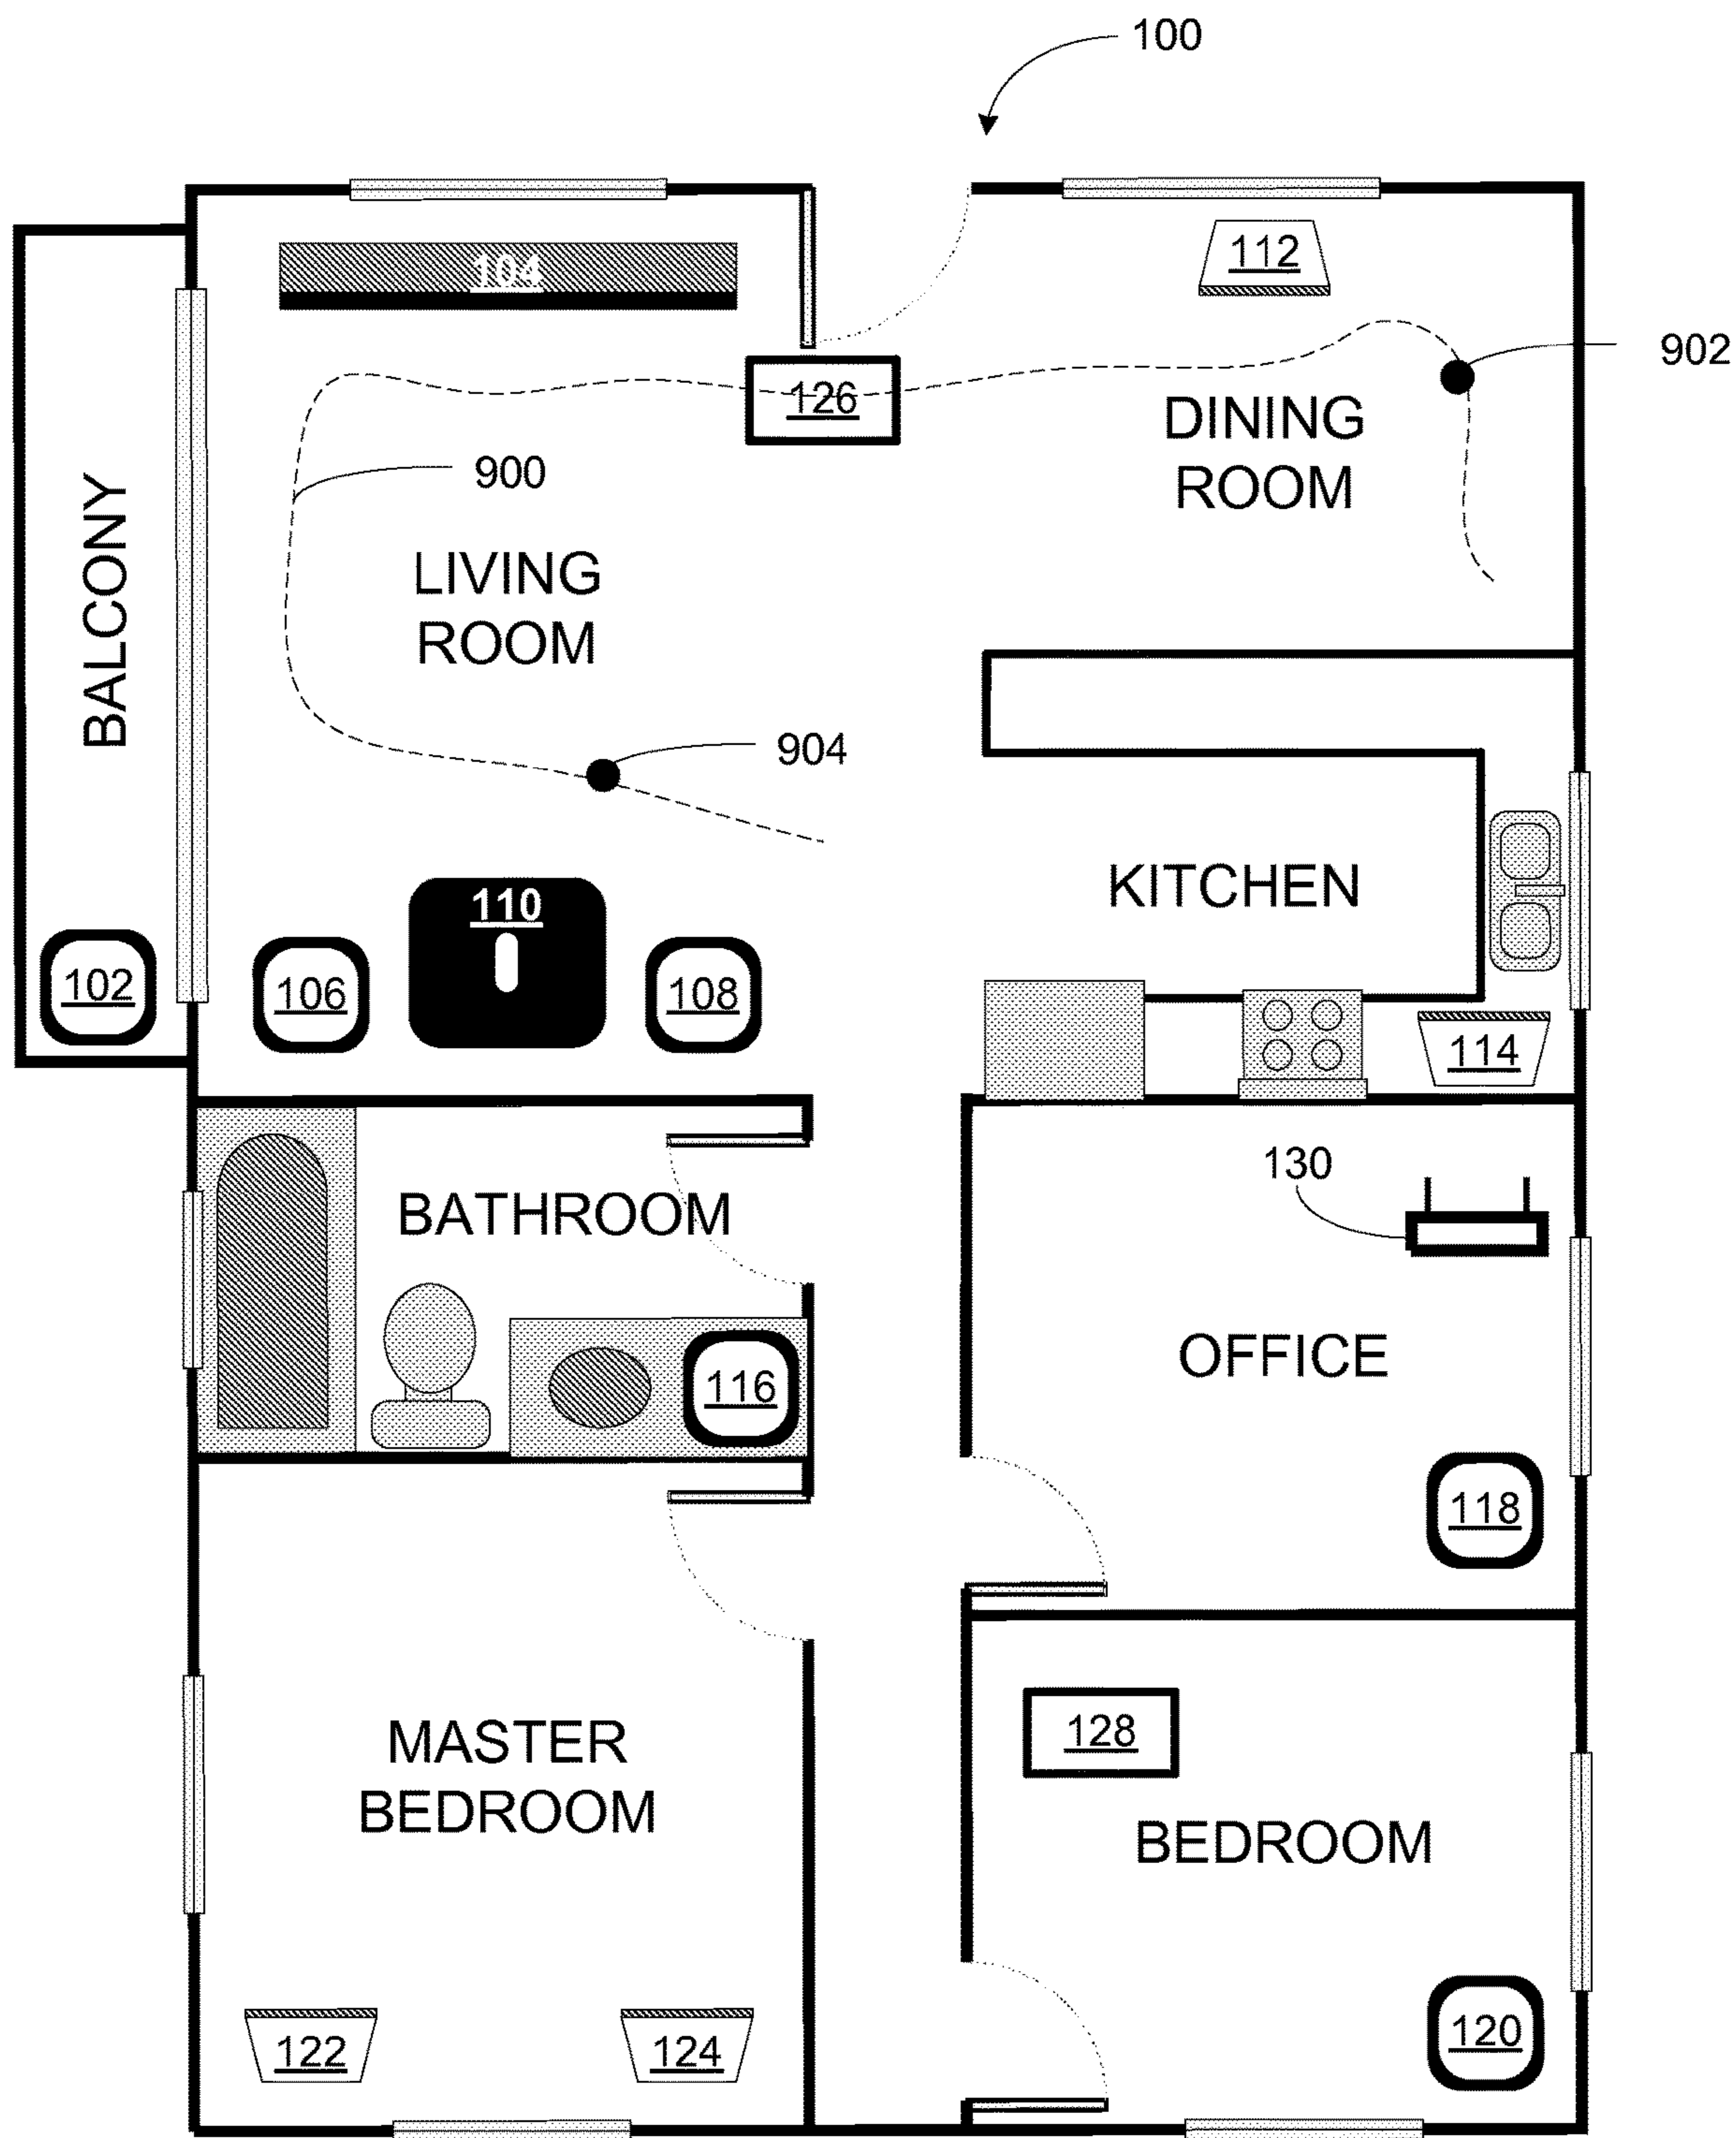 100
104
112
902
126
DINING
ROOM
900
BALCONY
LIVING
ROOM
904
KITCHEN
110
102
106
108
114
130
BATHROOM
OFFICE
116
118
128
MASTER
BEDROOM
BEDROOM
120
122
124